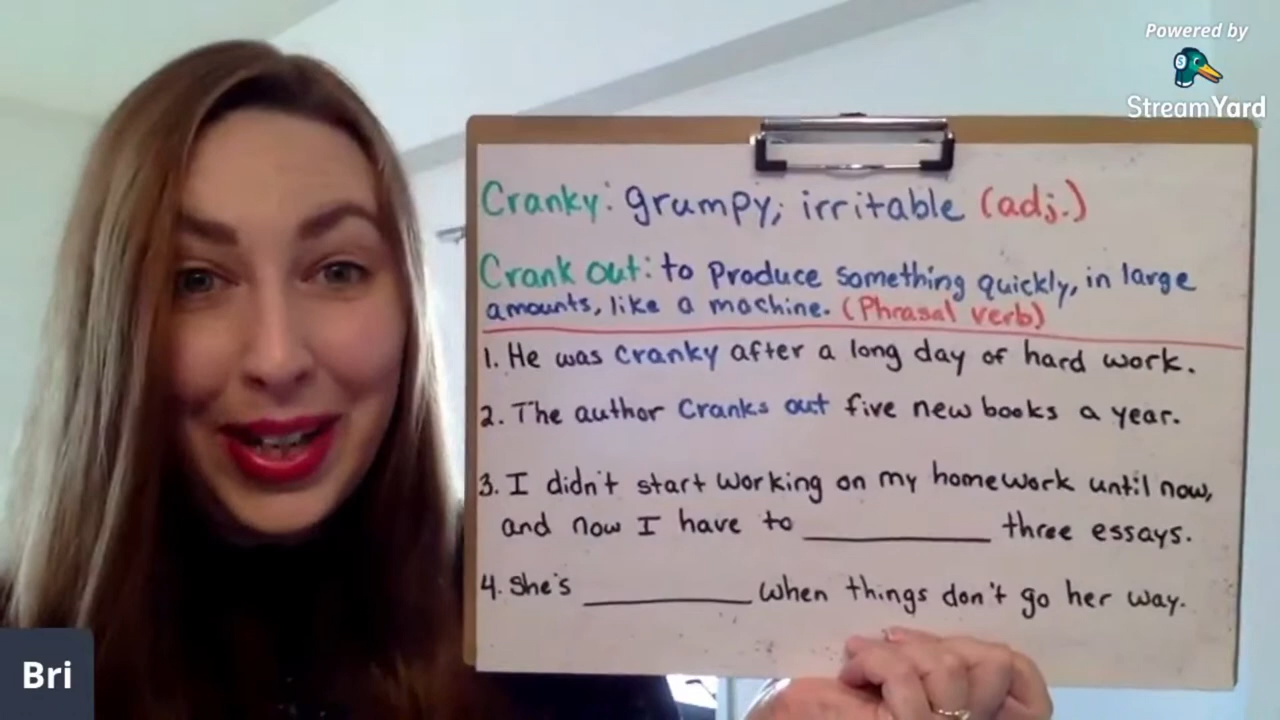 Powered by
StreamYard
Cranky: grumpy; irritable (adj.)
Crank out: to produce something quickly, in large
amounts, like a machine. (Phrasal verb)
1. He was cranky after a long day of hard work.
2. The author cranks out five new books a year.
3. I didn't start working on my homework until now,
and now I have to __________ three essays.
4. She's __________ when things don't go her way.
Bri